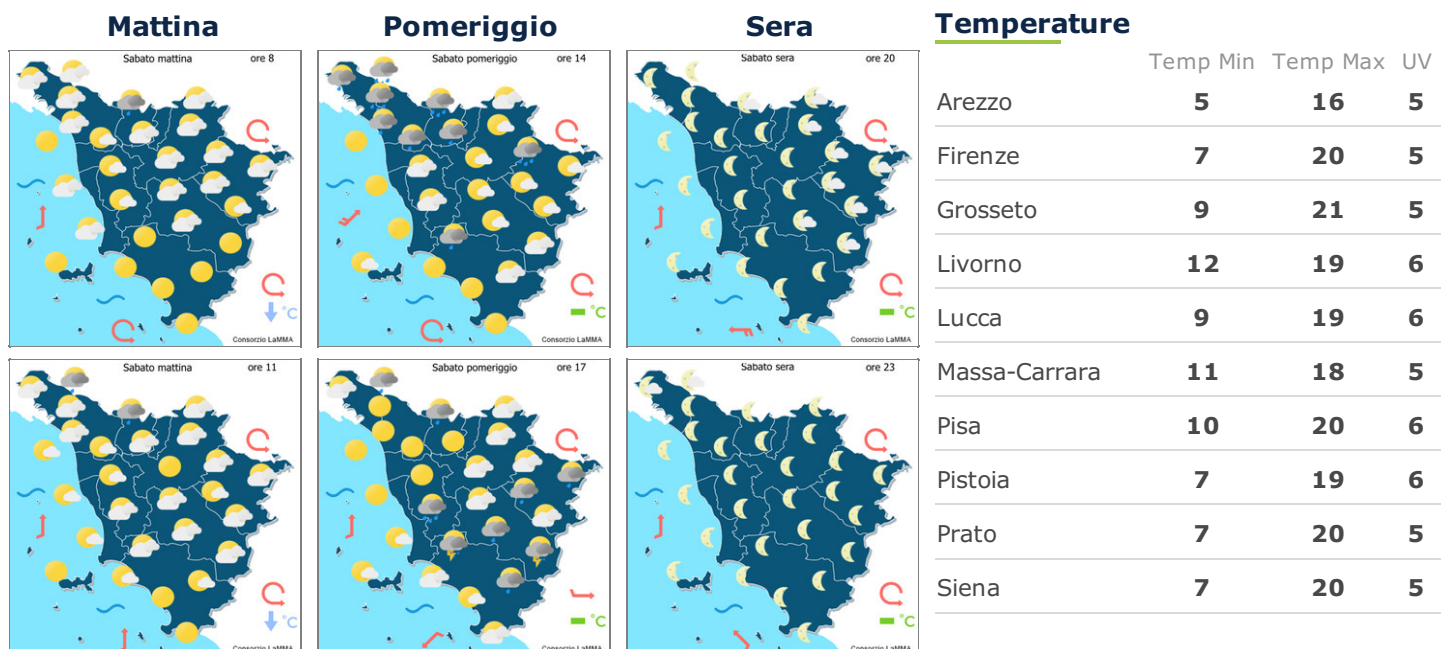 Mattina
Pomeriggio
Sera
Temperature
Sabato mattina ore 8
Sabato pomeriggio ore 14
Sabato sera ore 20
°C
°C
°C
Consorzio LaMMA
Consorzio LaMMA
Consorzio LaMMA
Sabato mattina ore 11
Sabato pomeriggio ore 17
Sabato sera ore 23
°C
°C
°C
Consorzio LaMMA
Consorzio LaMMA
Consorzio LaMMA
Temp Min Temp Max UV
Arezzo 5 16 5
Firenze 7 20 5
Grosseto 9 21 5
Livorno 12 19 6
Lucca 9 19 6
Massa-Carrara 11 18 5
Pisa 10 20 6
Pistoia 7 19 6
Prato 7 20 5
Siena 7 20 5